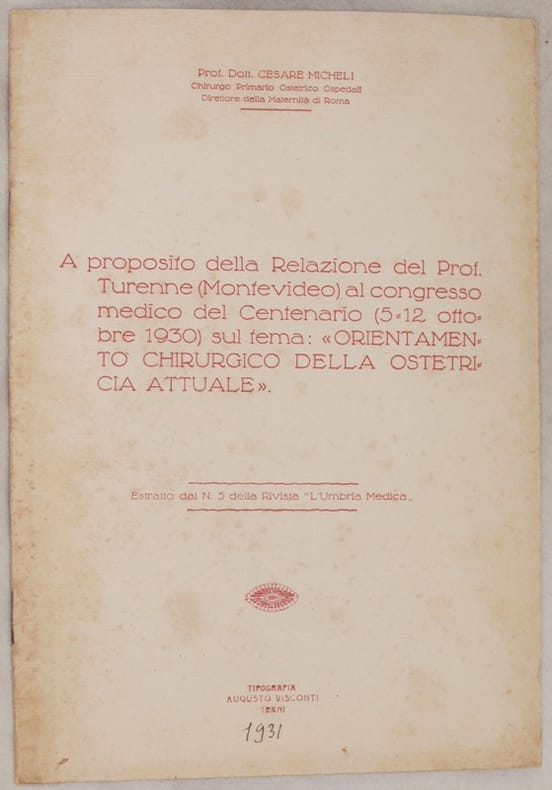 Prof. Dott. CESARE MICHELI
Chirurgo Primario Ostetrico Ospedali
Direttore della Maternità di Roma
A proposito della Relazione del Prof.
Turenne (Montevideo) al congresso
medico del Centenario (5-12 otto-
bre 1930) sul tema: «ORIENTAMEN-
TO CHIRURGICO DELLA OSTETRI-
CIA ATTUALE».
Estratto dal N. 5 della Rivista "L'Umbria Medica„
TIPOGRAFIA
AUGUSTO VISCONTI
TERNI
1931